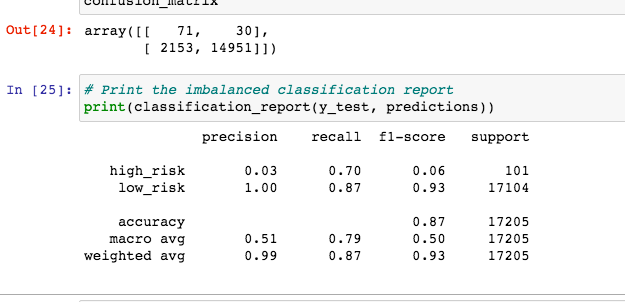 confusion_matrix
Out[24]: array([[   71,    30],
       [ 2153, 14951]])
In [25]: # Print the imbalanced classification report
print(classification_report(y_test, predictions))
precision    recall  f1-score   support
high_risk       0.03      0.70      0.06       101
low_risk       1.00      0.87      0.93     17104
accuracy                           0.87     17205
macro avg       0.51      0.79      0.50     17205
weighted avg       0.99      0.87      0.93     17205